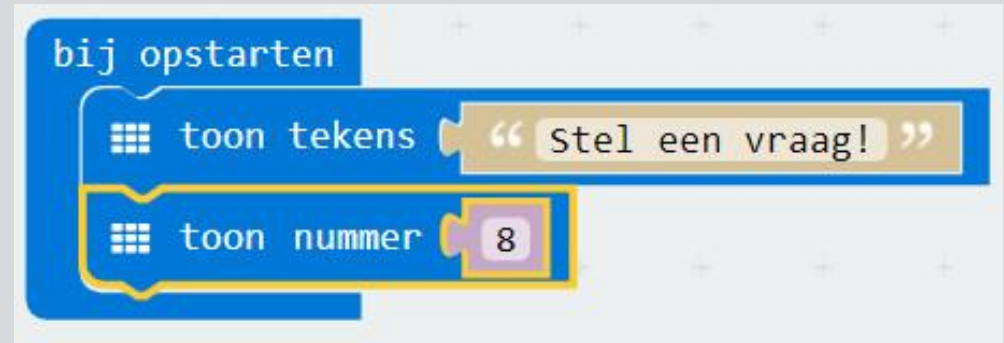 bij opstarten
toon tekens “ Stel een vraag! ”
toon nummer 8